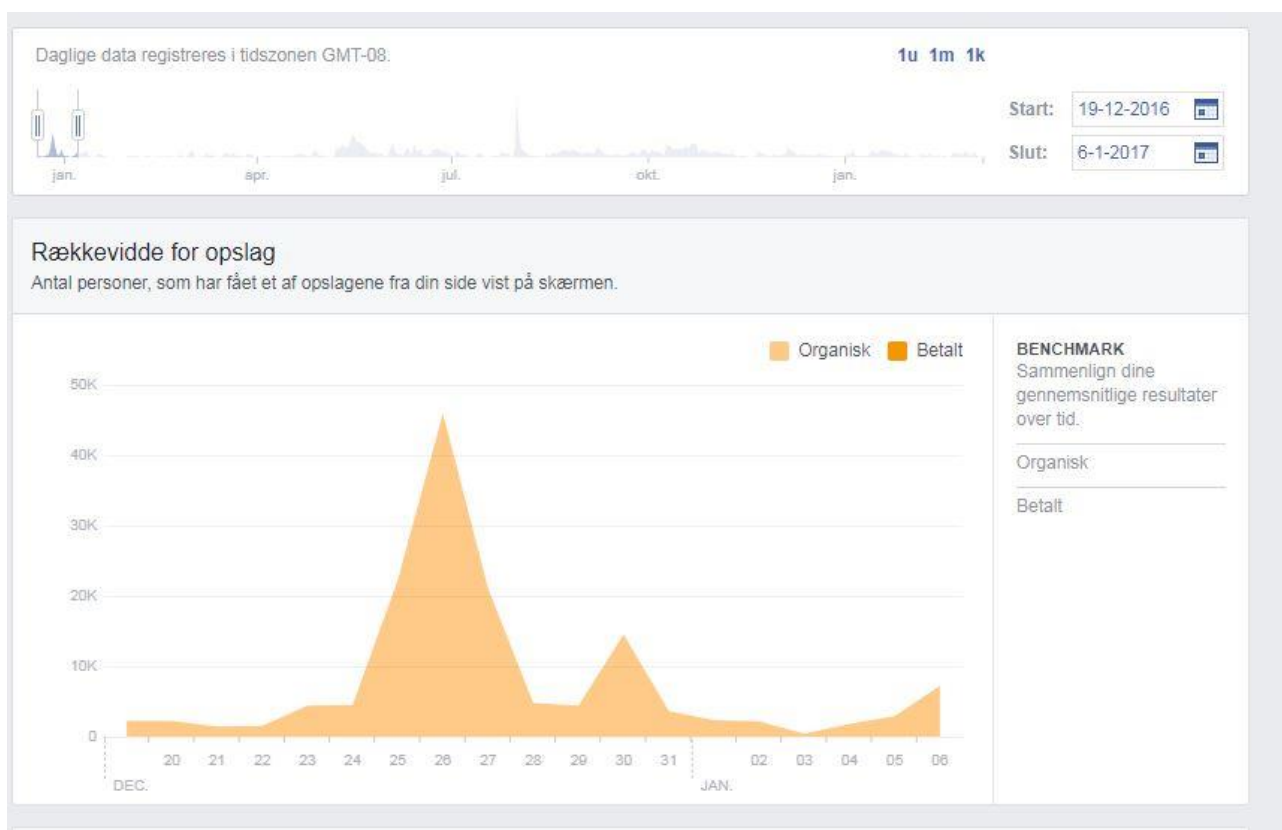 Daglige data registreres i tidszonen GMT-08.
1u 1m 1k
Start: 19-12-2016
Slut: 6-1-2017
jan. apr. jul. okt. jan.
Rækkevidde for opslag
Antal personer, som har fået et af opslagene fra din side vist på skærmen.
Organisk Betalt
50K
40K
30K
20K
10K
0
20 21 22 23 24 25 26 27 28 29 30 31 02 03 04 05 06
DEC. JAN.
BENCHMARK
Sammenlign dine
gennemsnitlige resultater
over tid.
Organisk
Betalt